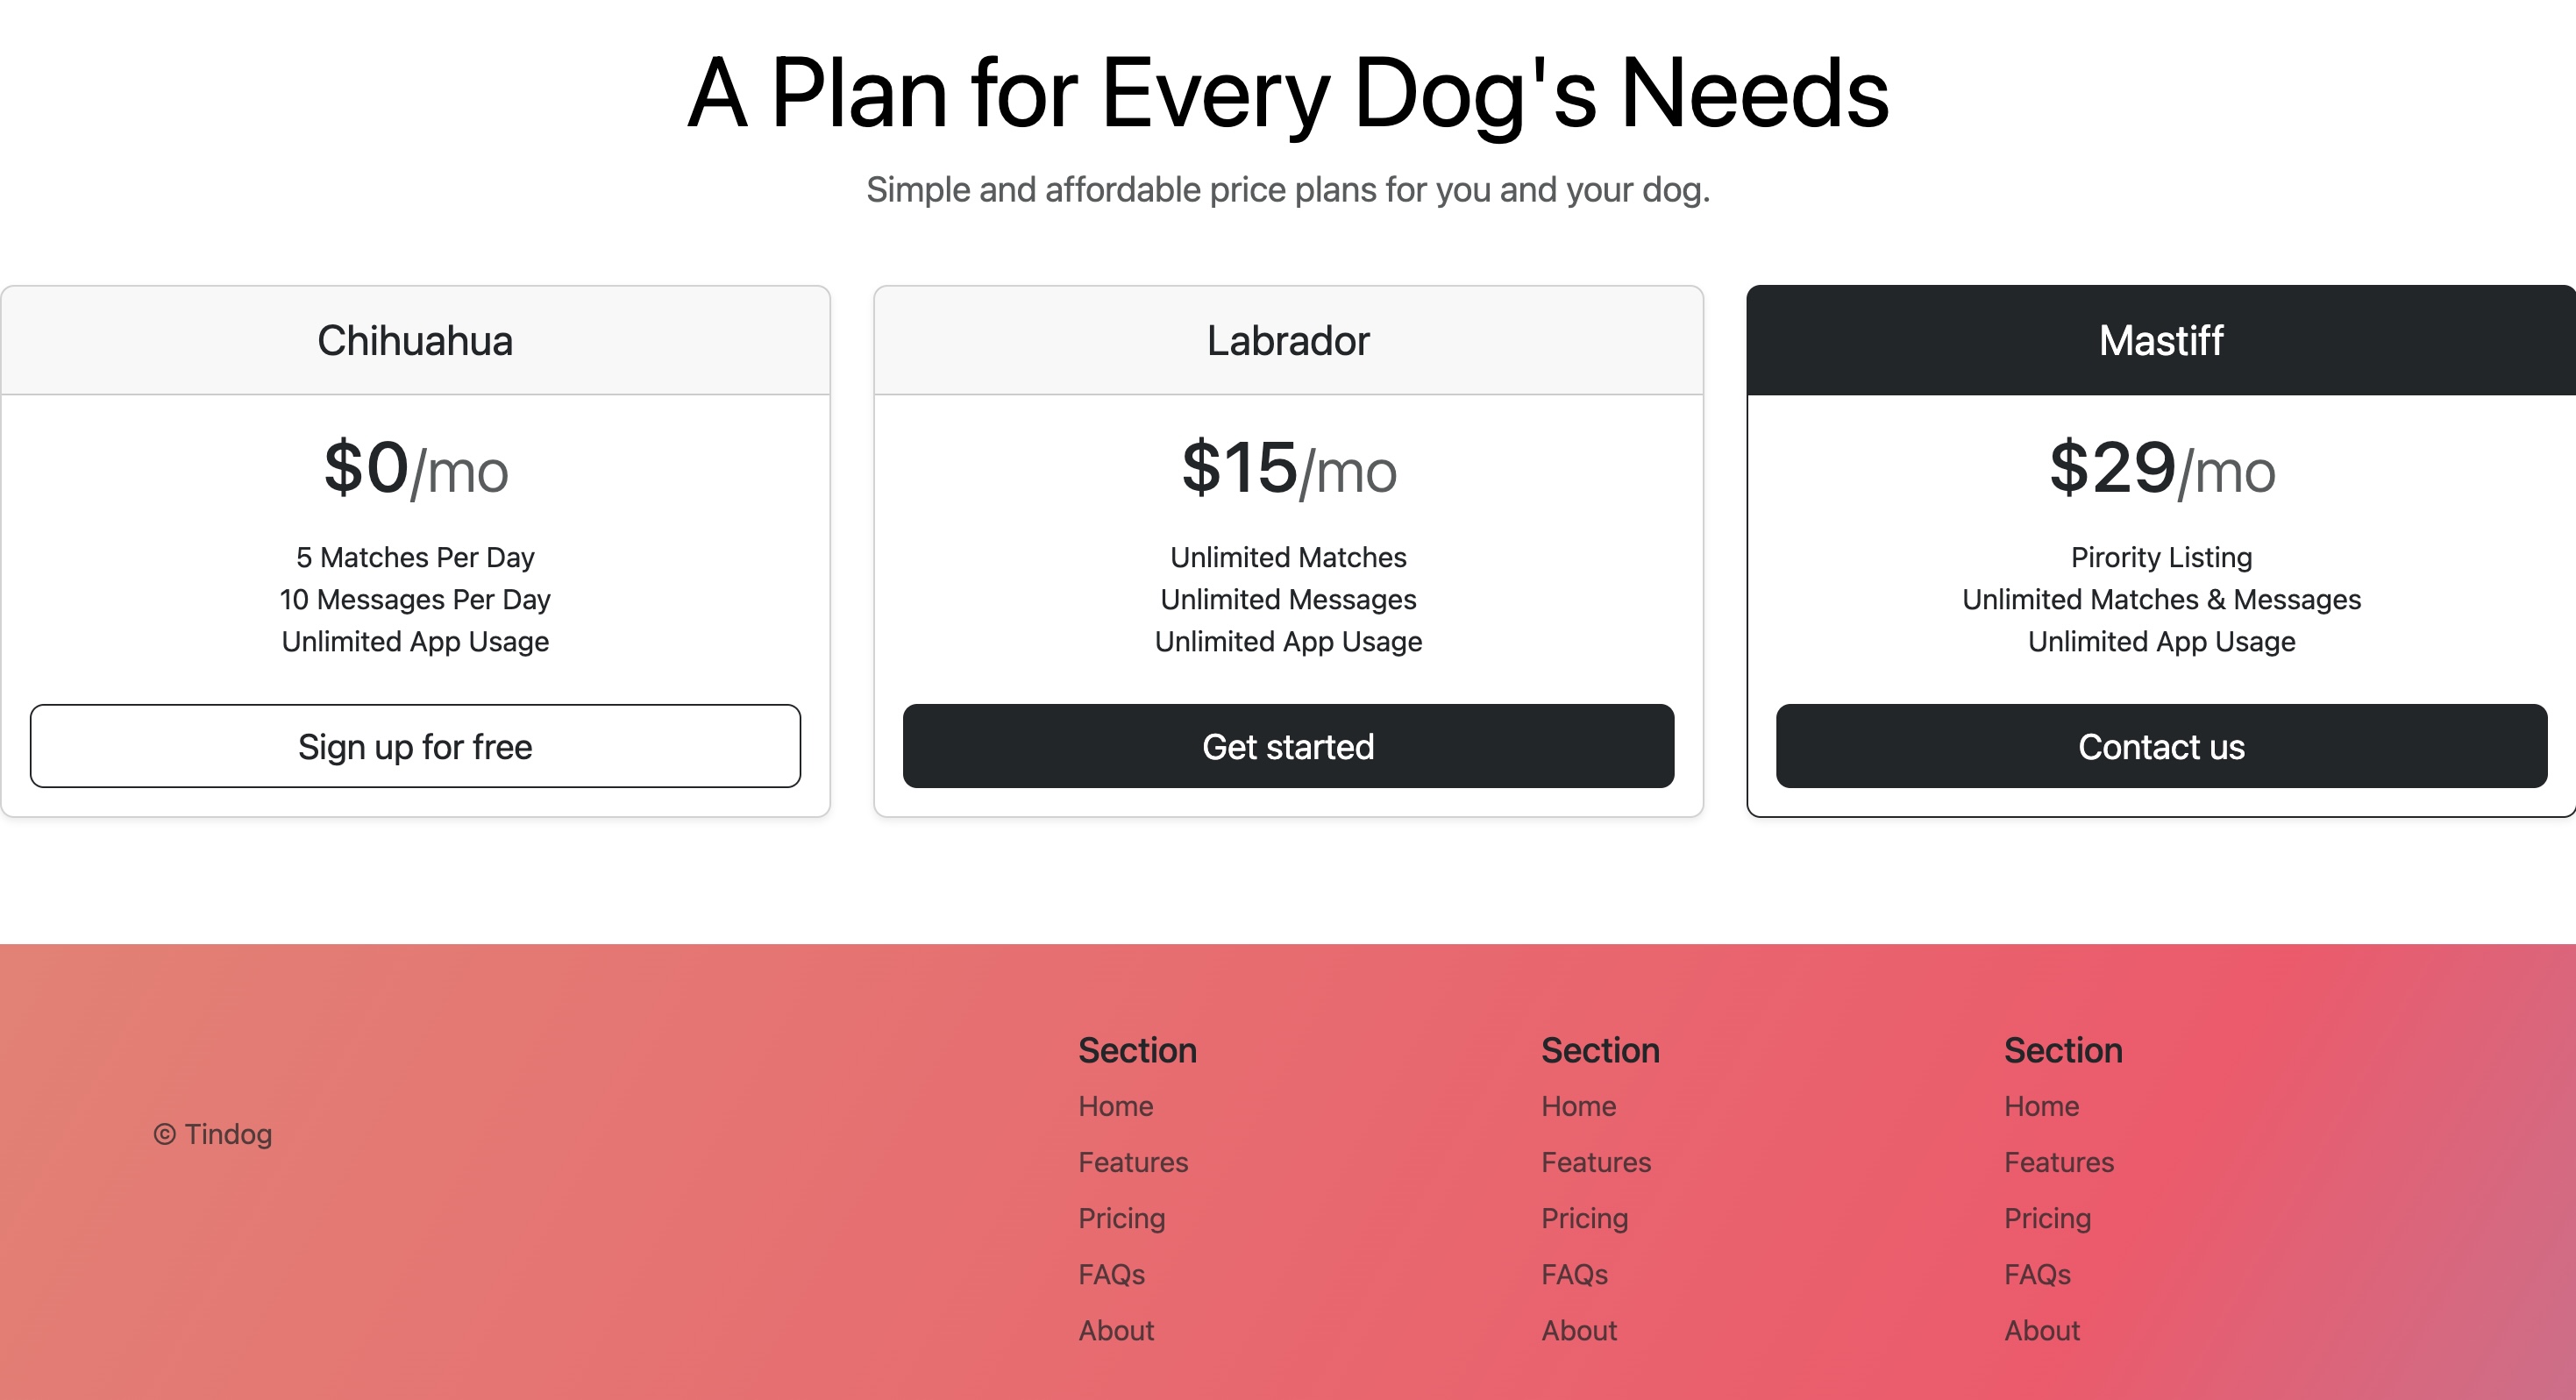 A Plan for Every Dog's Needs
Simple and affordable price plans for you and your dog.
Chihuahua
$0/mo
5 Matches Per Day
10 Messages Per Day
Unlimited App Usage
Sign up for free
Labrador
$15/mo
Unlimited Matches
Unlimited Messages
Unlimited App Usage
Get started
Mastiff
$29/mo
Pirority Listing
Unlimited Matches & Messages
Unlimited App Usage
Contact us
© Tindog
Section
Home
Features
Pricing
FAQs
About
Section
Home
Features
Pricing
FAQs
About
Section
Home
Features
Pricing
FAQs
About